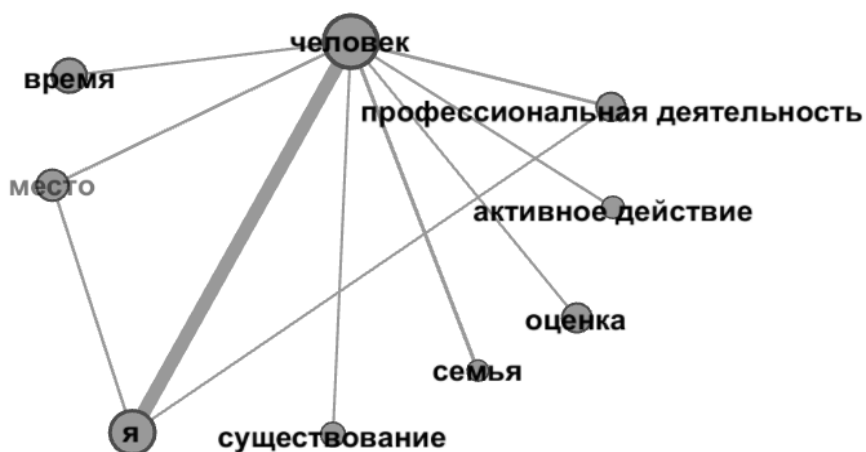 человек
время
профессиональная деятельность
место
активное действие
оценка
семья
я
существование